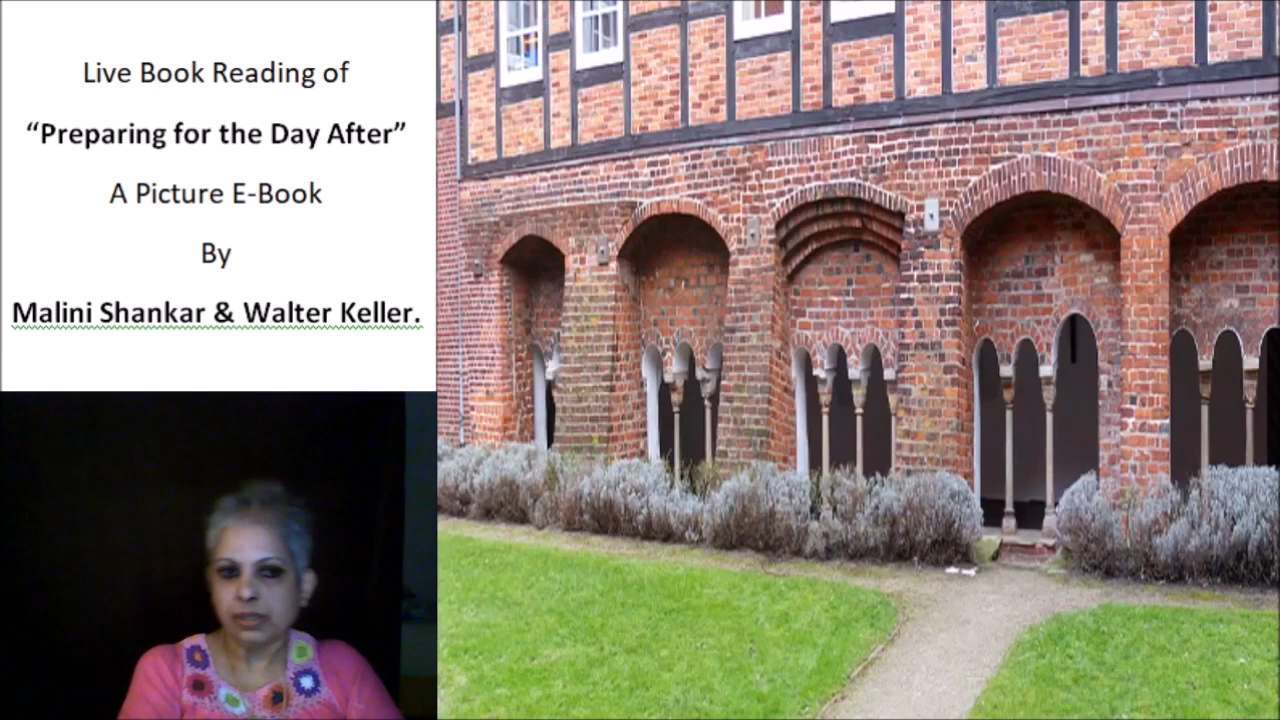 Live Book Reading of
“Preparing for the Day After”
A Picture E-Book
By
Malini Shankar & Walter Keller.